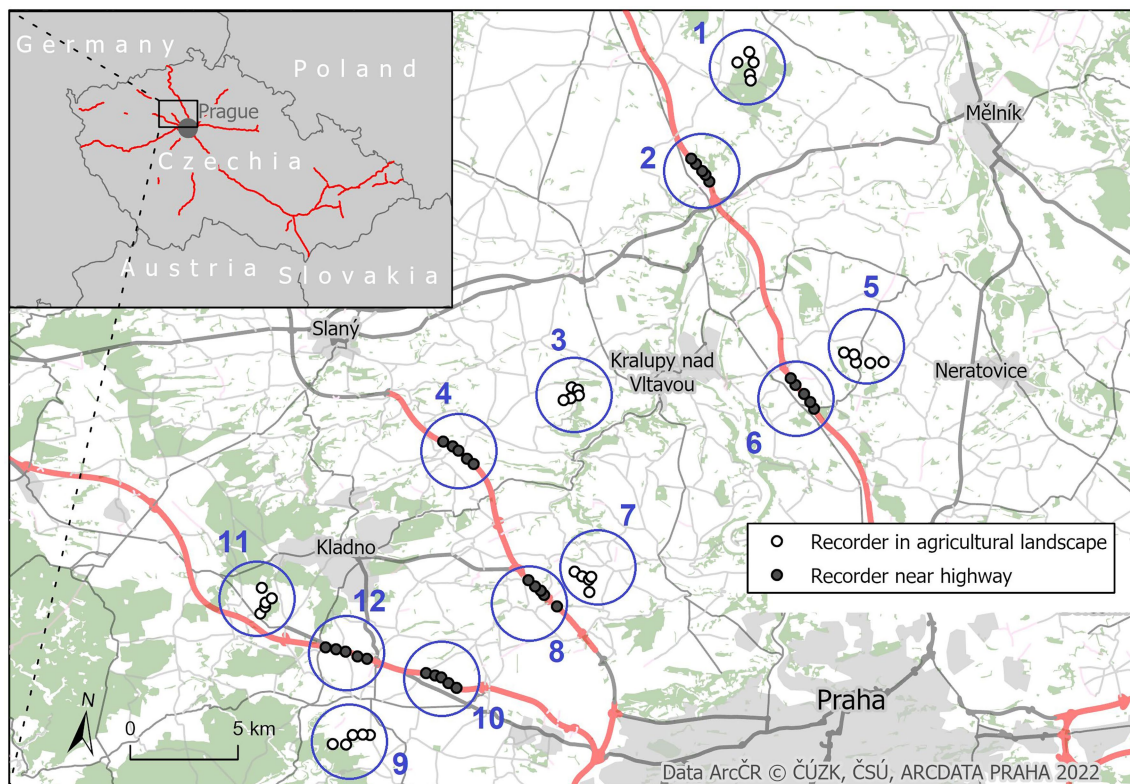 Germany
Poland
Prague
Czechia
Austria
Slovakia
1
Mělník
2
5
Slaný
3
Kralupy nad
Vltavou
Neratovice
4
6
7
Recorder in agricultural landscape
11
Kladno
Recorder near highway
12
8
N
10
Praha
0
5 km
9
Data ArcČR © ČÚZK, ČSÚ, ARCDATA PRAHA 2022